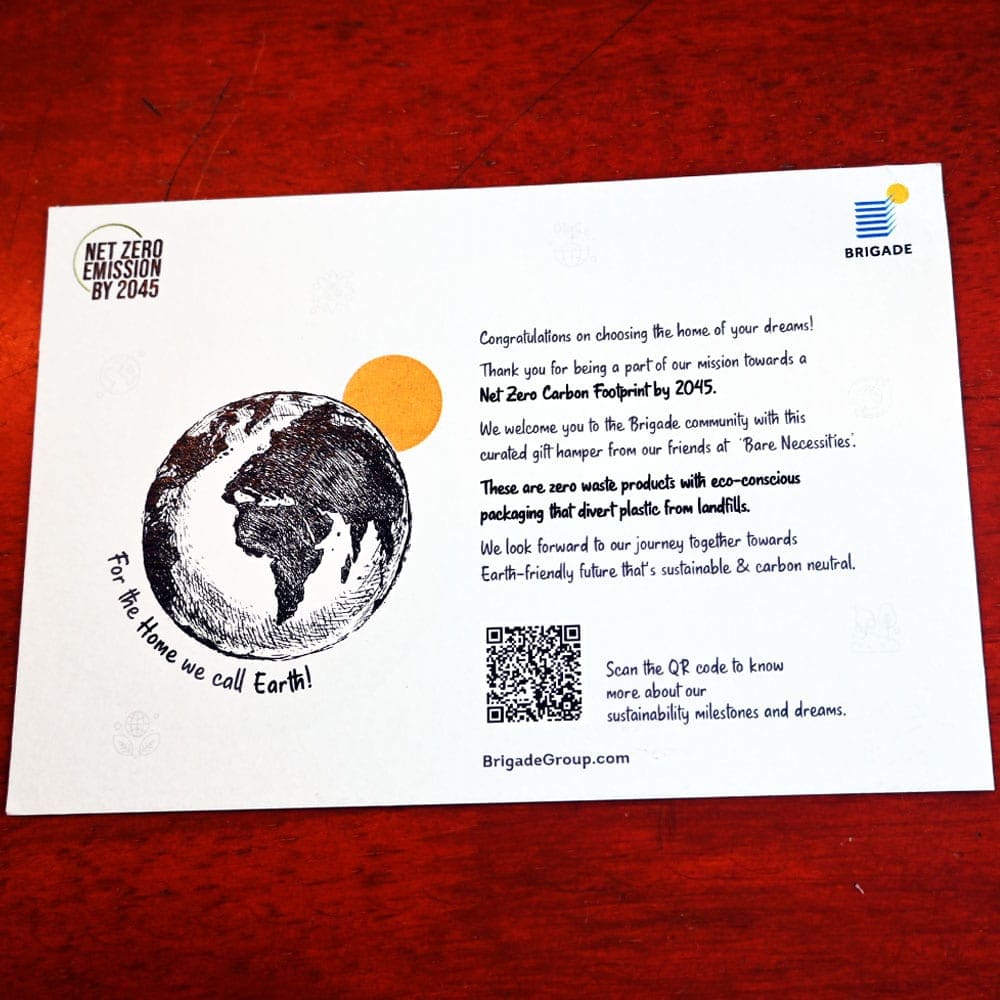 NET ZERO
EMISSION
BY 2045
BRIGADE
Congratulations on choosing the home of your dreams!
Thank you for being a part of our mission towards a
Net Zero Carbon Footprint by 2045.
We welcome you to the Brigade community with this
curated gift hamper from our friends at 'Bare Necessities'.
These are zero waste products with eco-conscious
packaging that divert plastic from landfills.
We look forward to our journey together towards
Earth-friendly future that's sustainable & carbon neutral.
For the Home we call Earth!
Scan the QR code to know
more about our
sustainability milestones and dreams.
BrigadeGroup.com